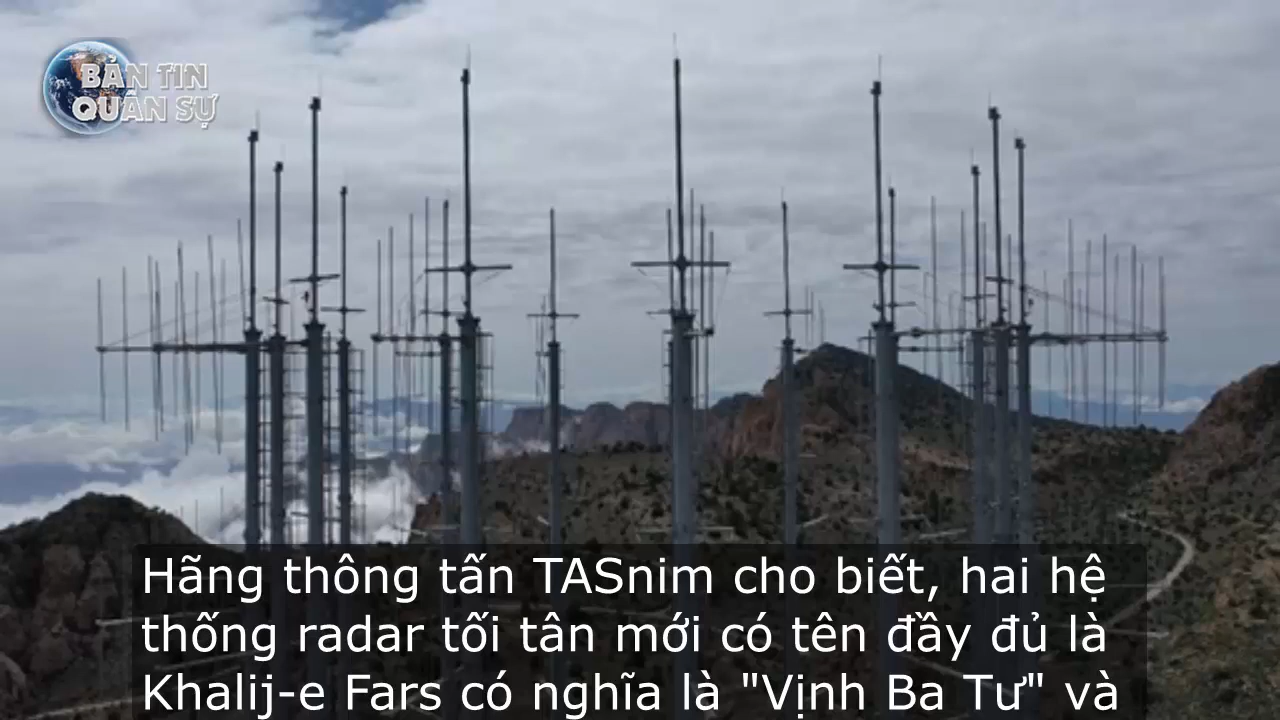 BẢN TIN
QUÂN SỰ
Hãng thông tấn TASnim cho biết, hai hệ
thống radar tối tân mới có tên đầy đủ là
Khalij-e Fars có nghĩa là "Vịnh Ba Tư" và